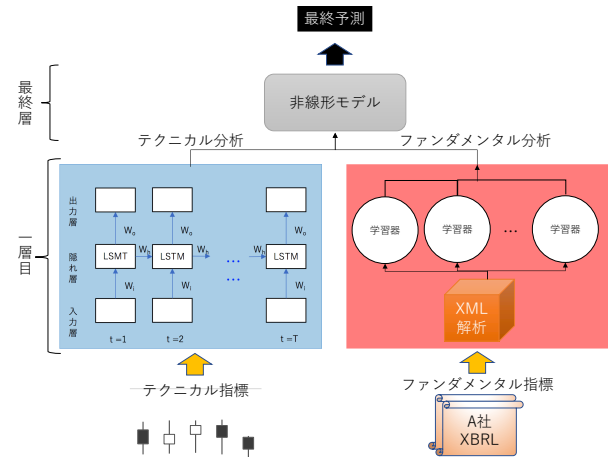 最終予測
最終層
非線形モデル
テクニカル分析
ファンダメンタル分析
一層目
出力層
Wo Wo Wo
隠れ層
LSMT Wh LSTM Wh ... ... Wh LSTM
Wi Wi Wi
入力層
t =1 t =2 t =T
学習器 学習器 ... 学習器
XML
解析
テクニカル指標
ファンダメンタル指標
A社
XBRL